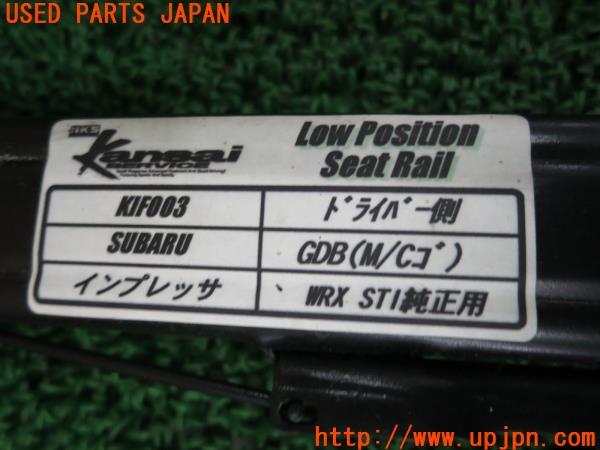 USED PARTS JAPAN
HKS
Kansai
SERVICE
Low Position
Seat Rail
KIF003
ﾄﾞﾗｲﾊﾞｰ側
SUBARU
GDB(M/Cｺﾞ)
インプレッサ
、 WRX STI純正用
http://www.upjpn.com/